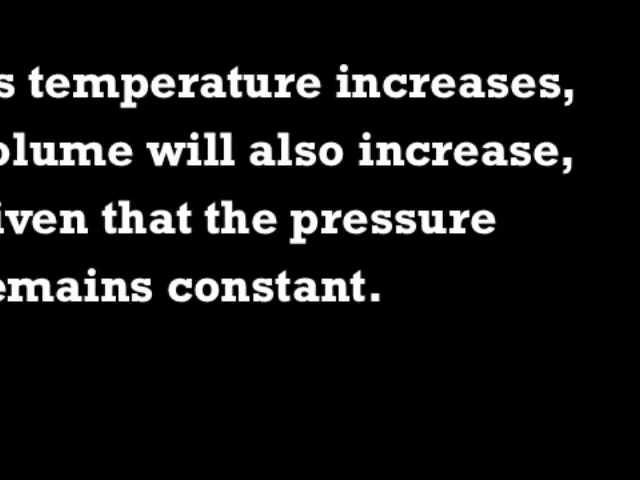 s temperature increases,
olume will also increase,
iven that the pressure
emains constant.